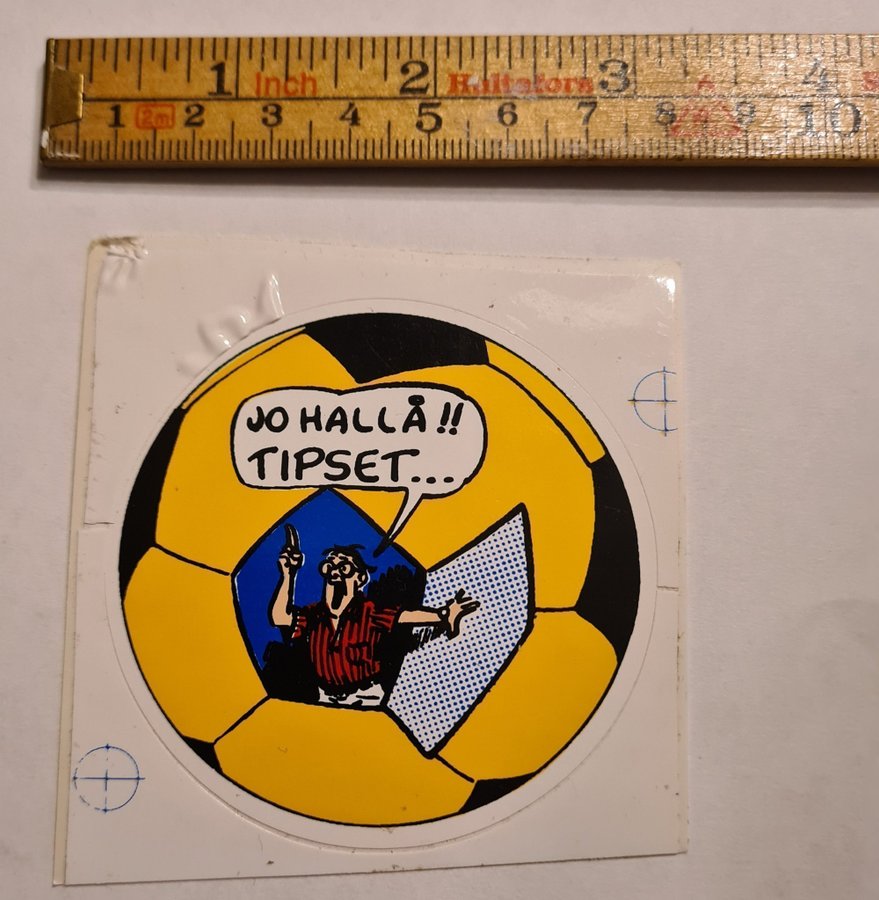 1 Inch 2 Hultafors 3 4
1 2m 2 3 4 5 6 7 8 9 10
JO HALLÅ!!
TIPSET...